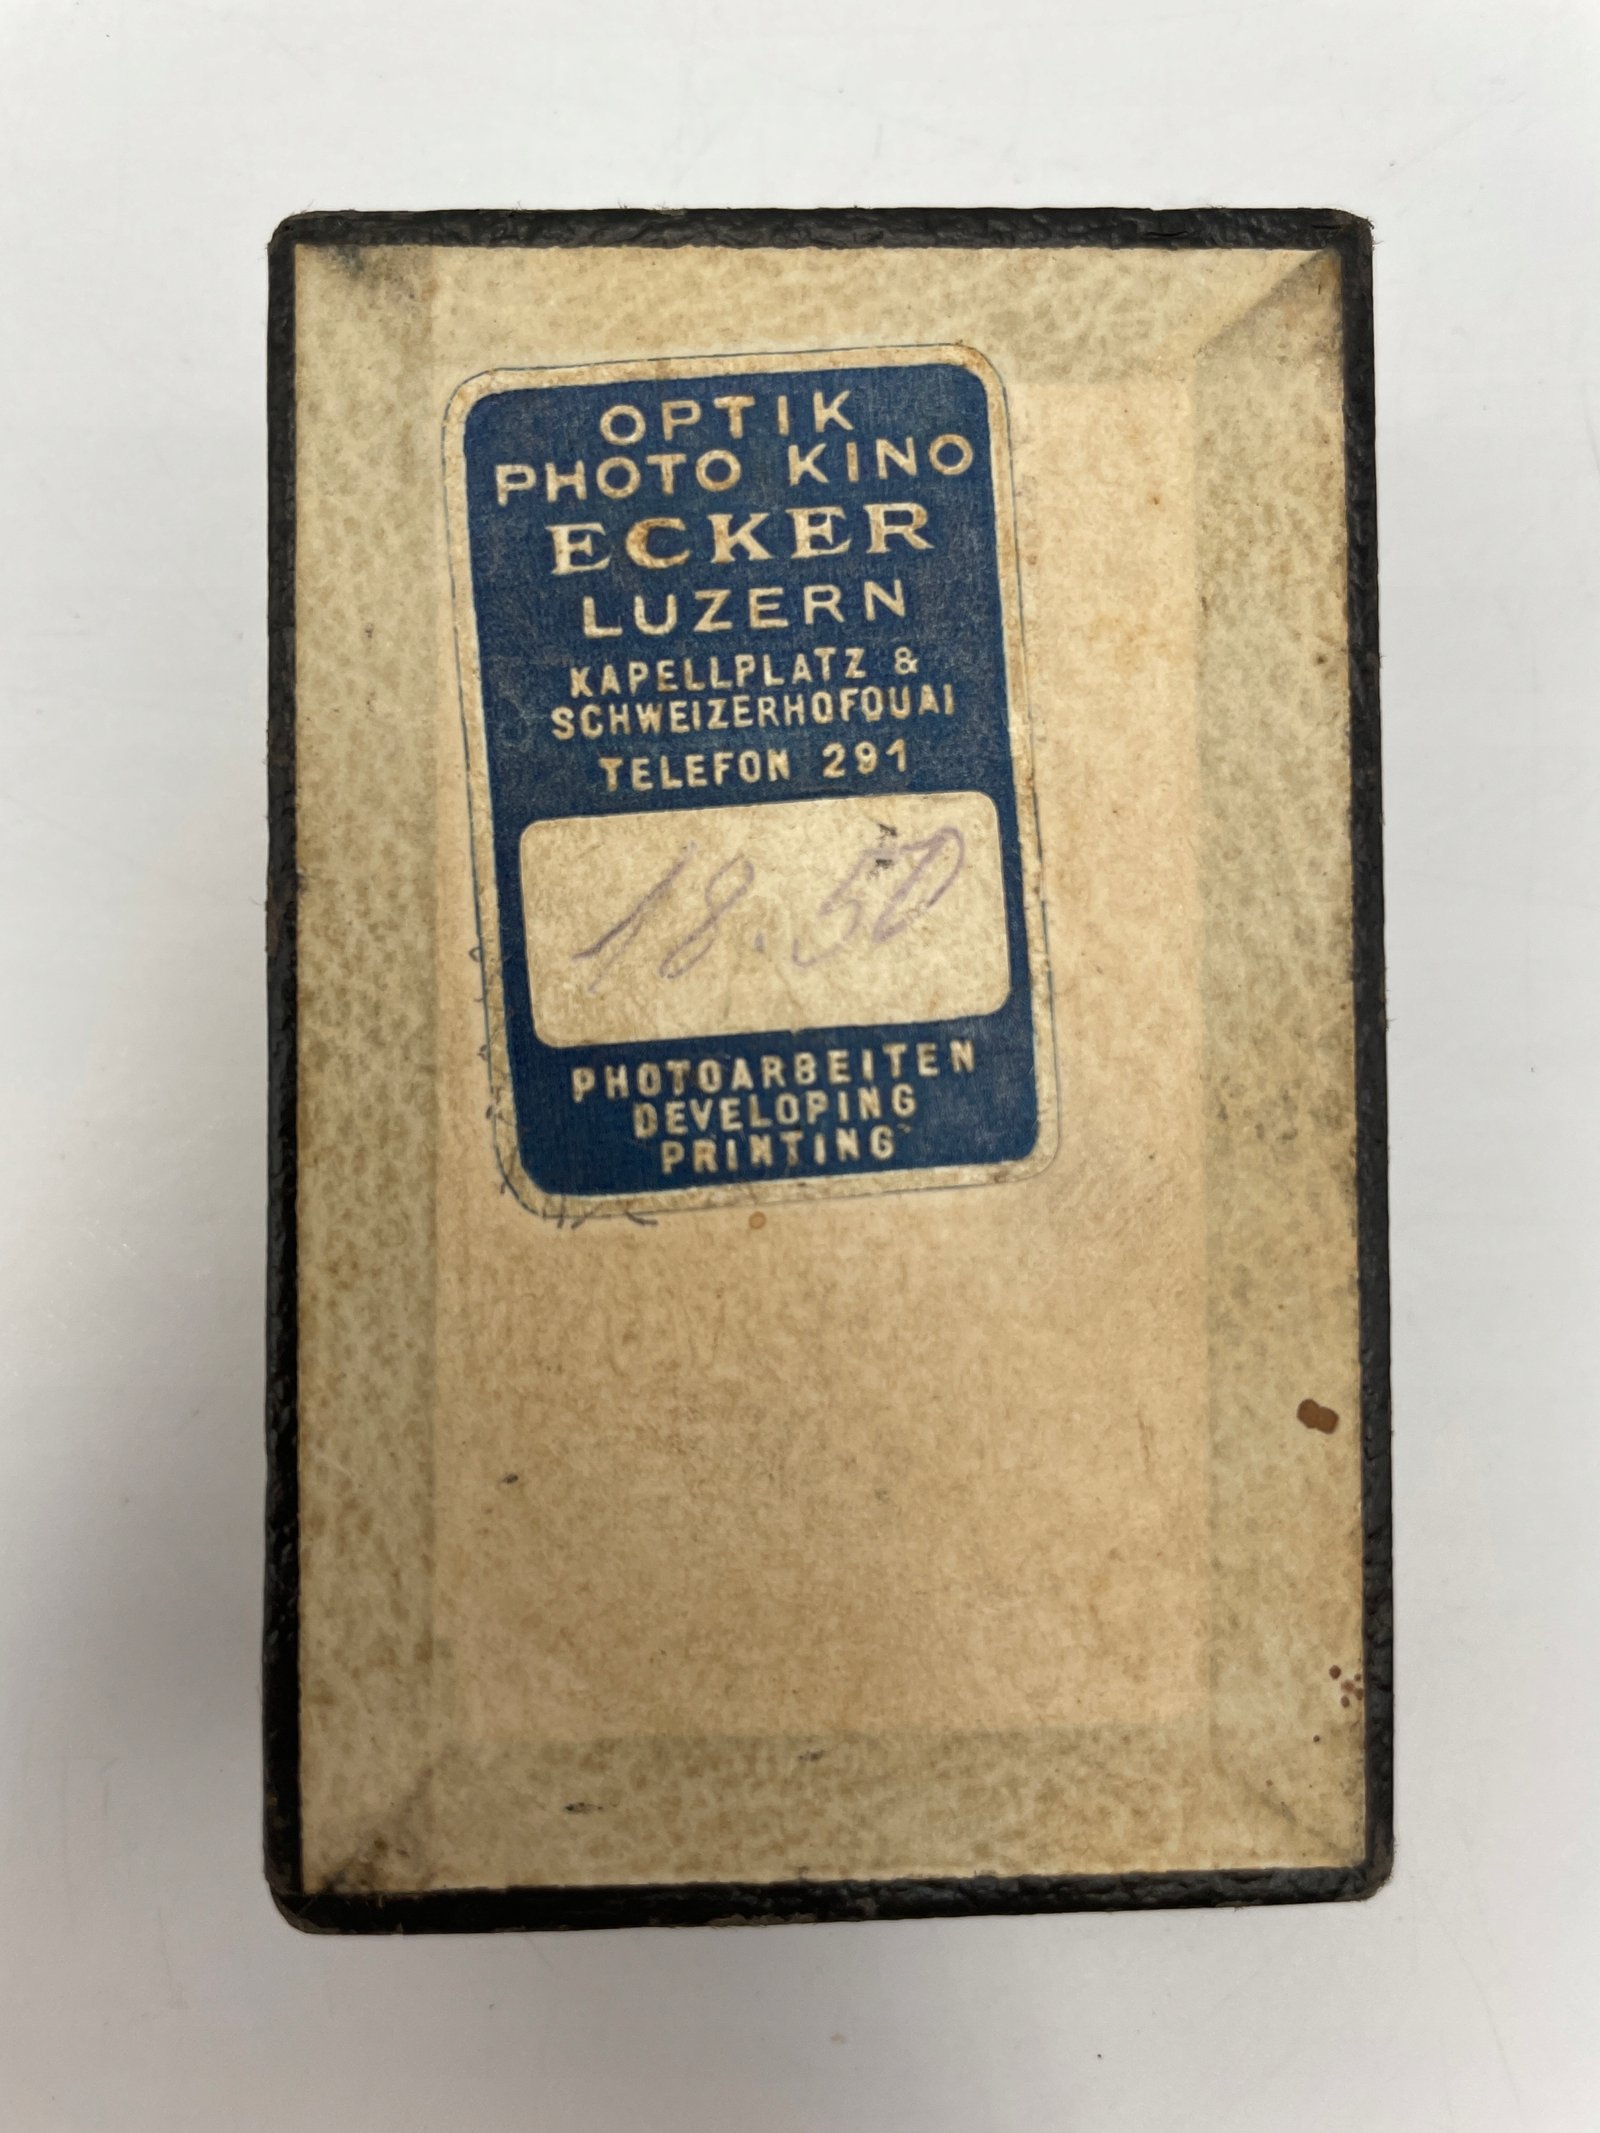 OPTIK
PHOTO KINO
ECKER
LUZERN
KAPELLPLATZ &
SCHWEIZERHOFQUAI
TELEFON 291
18.50
PHOTOARBEITEN
DEVELOPING
PRINTING